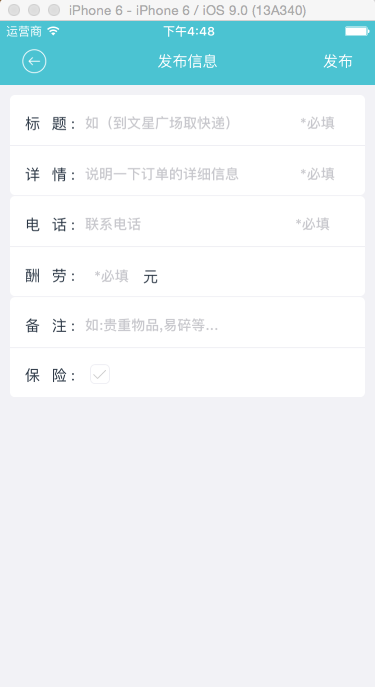 iPhone 6 - iPhone 6 / iOS 9.0 (13A340)
运营商 下午4:48
发布信息 发布
标 题: 如（到文星广场取快递） *必填
详 情: 说明一下订单的详细信息 *必填
电 话: 联系电话 *必填
酬 劳: *必填 元
备 注: 如:贵重物品,易碎等...
保 险: